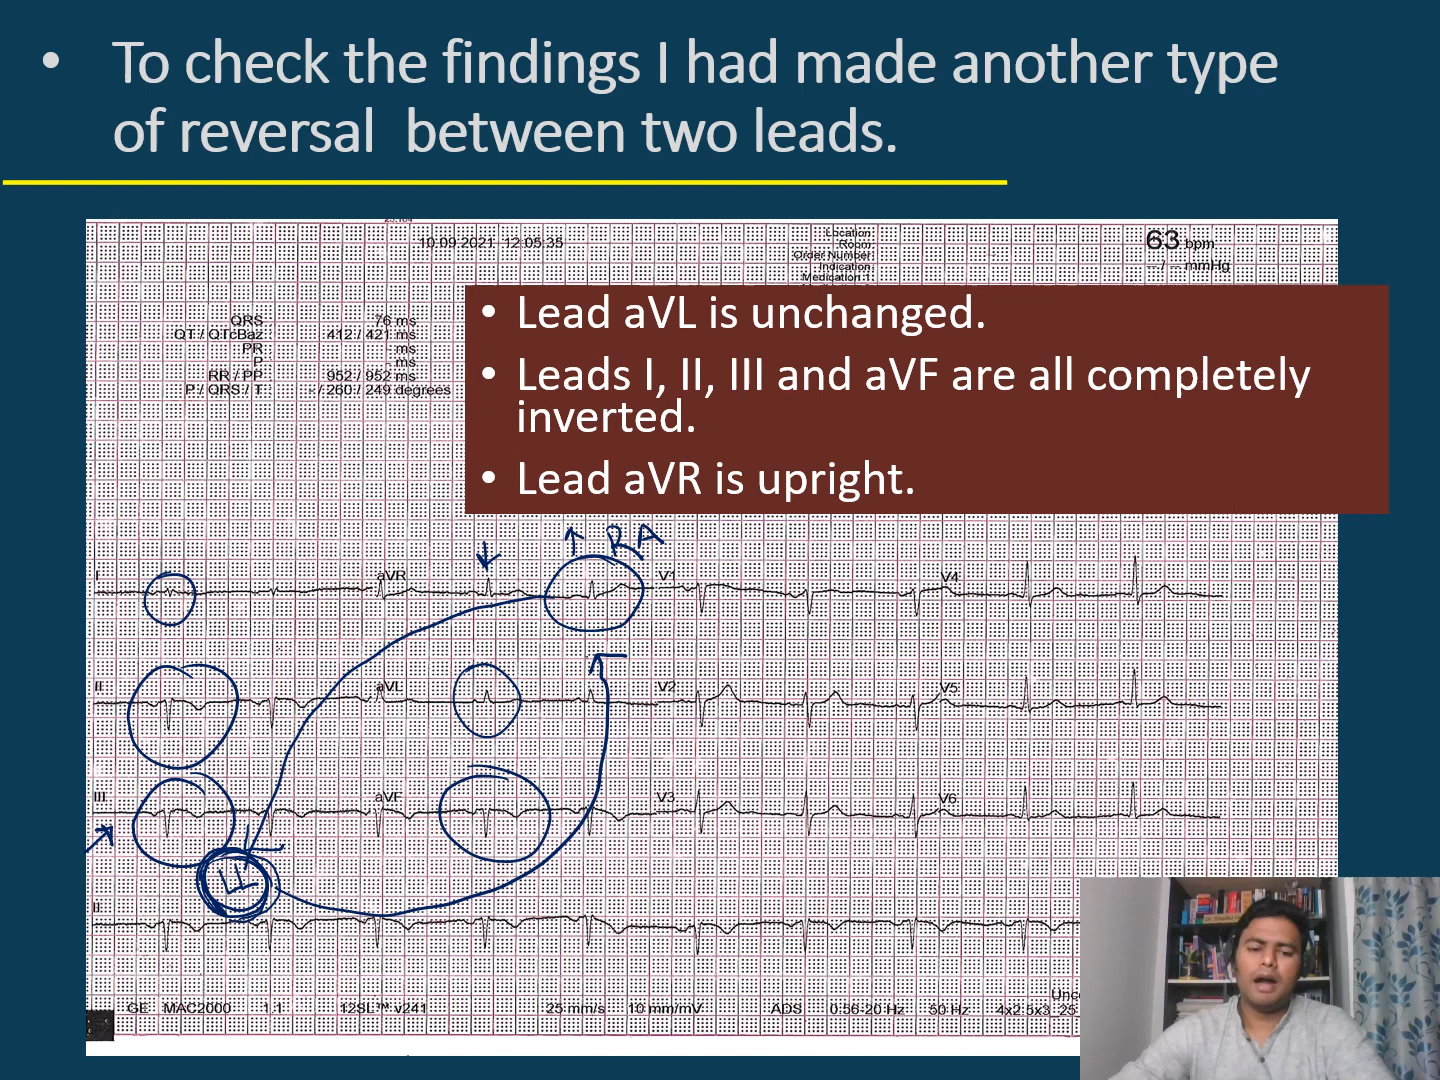 • To check the findings I had made another type
of reversal between two leads.
10.09.2021 12:05:35
Location:
Room:
Order Number:
Indication:
Medication 1:
63 bpm
-- / -- mmHg
QRS : 76 ms
QT / QTcBaz : 412 / 421 ms
PR : ms
P : ms
RR / PP : 952 / 952 ms
P / QRS / T : - / 260 / 249 degrees
• Lead aVL is unchanged.
• Leads I, II, III and aVF are all completely
inverted.
• Lead aVR is upright.
↓ ↑ RA
I aVR V1 V4
II aVL V2 V5
III aVF V3 V6
LL
II
GE MAC2000 1.1 12SL™ v241 25 mm/s 10 mm/mV ADS 0.56-20 Hz 50 Hz 4x2.5x3_25